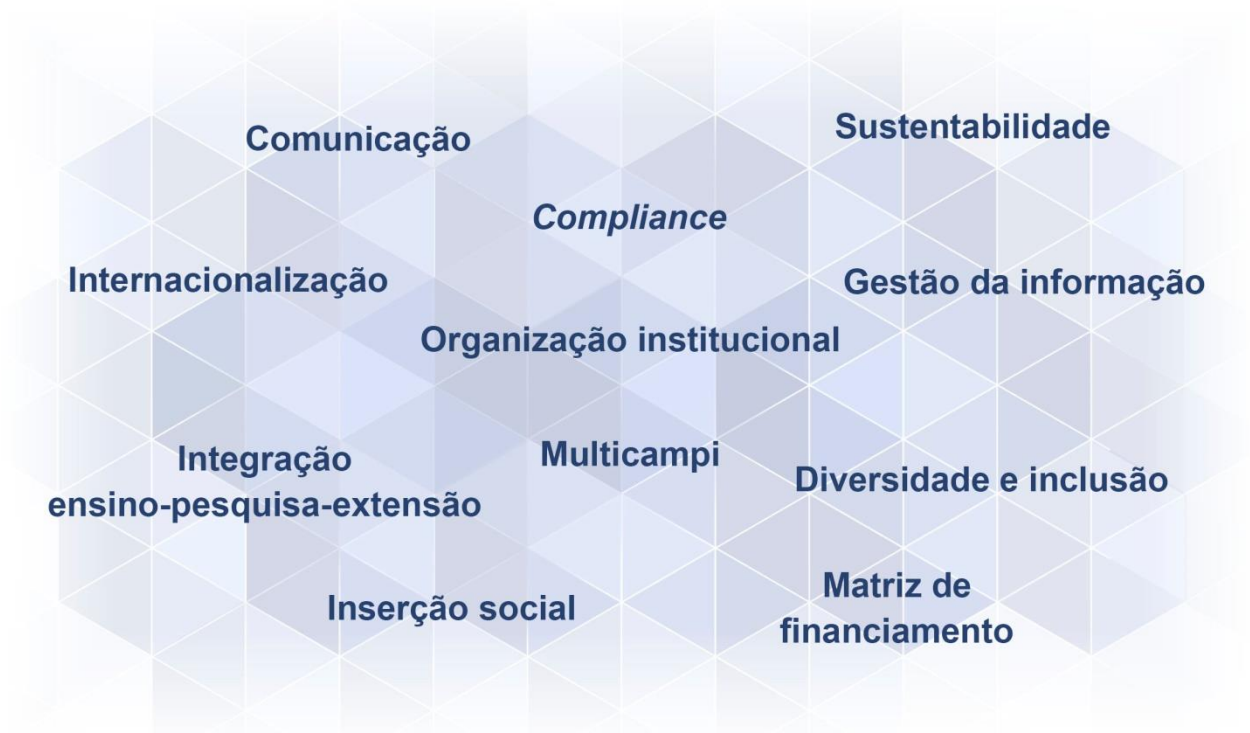 Comunicação
Sustentabilidade
Compliance
Internacionalização
Gestão da informação
Organização institucional
Integração
ensino-pesquisa-extensão
Multicampi
Diversidade e inclusão
Inserção social
Matriz de
financiamento